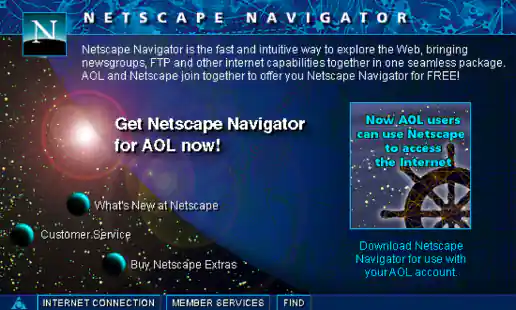 N
NETSCAPE NAVIGATOR
Netscape Navigator is the fast and intuitive way to explore the Web, bringing
newsgroups, FTP and other internet capabilities together in one seamless package.
AOL and Netscape join together to offer you Netscape Navigator for FREE!
Get Netscape Navigator
for AOL now!
Now AOL users
can use Netscape
to access
the Internet
What's New at Netscape
Customer Service
Buy Netscape Extras
Download Netscape
Navigator for use with
your AOL account.
INTERNET CONNECTION
MEMBER SERVICES
FIND